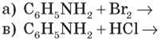 а) C₆H₅NH₂ + Br₂ →
в) C₆H₅NH₂ + HCl →